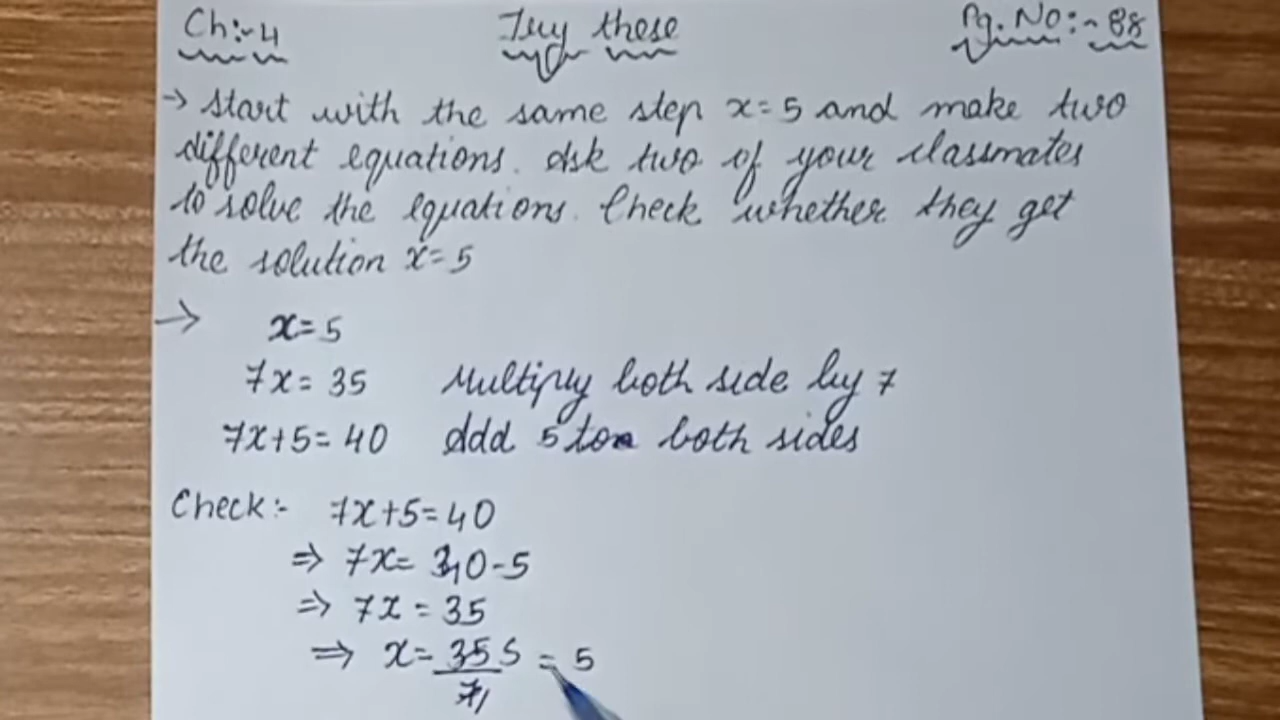 Ch:-4 Try these Pg. No:-88
→ Start with the same step x=5 and make two
different equations. Ask two of your classmates
to solve the equations. Check whether they get
the solution x=5
→ x=5
7x=35 Multiply both side by 7
7x+5=40 Add 5 to both sides
Check:- 7x+5=40
⇒ 7x= 40-5
⇒ 7x=35
⇒ x= 35/7 5 1 = 5